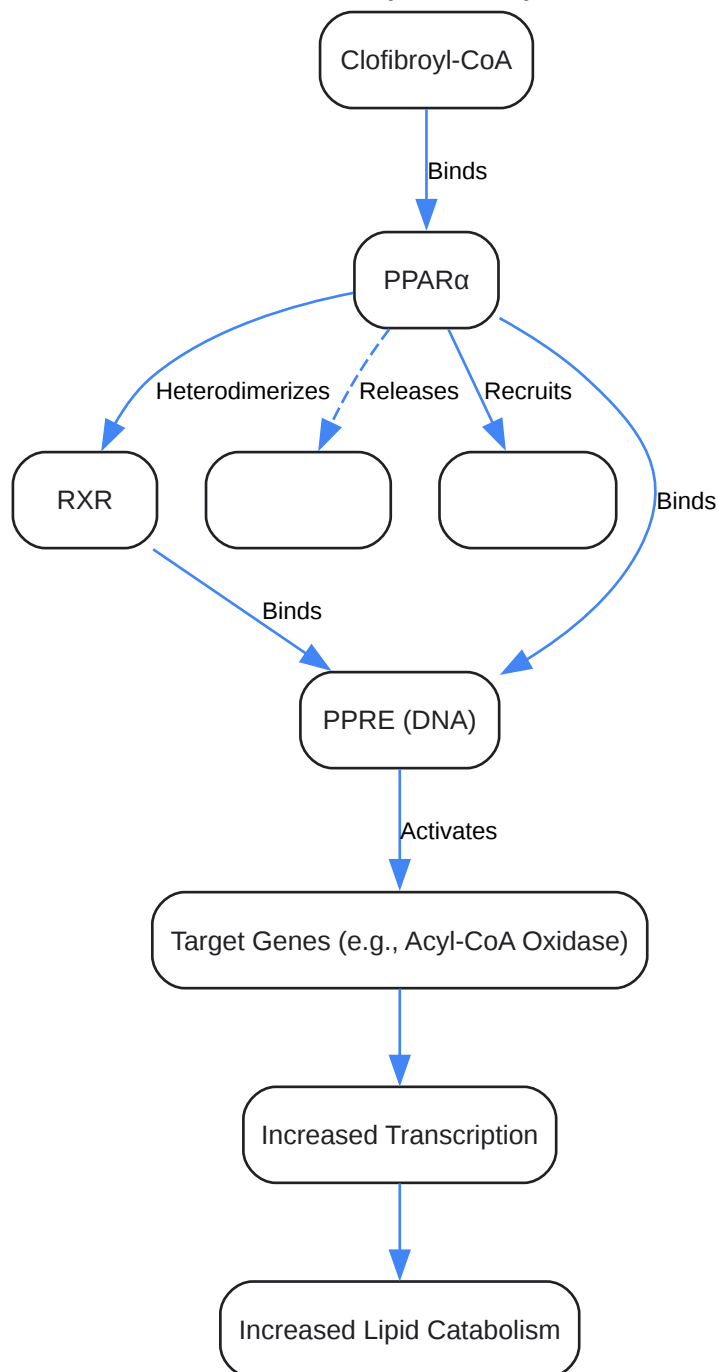 Clofibroyl-CoA
Binds
PPARα
Heterodimerizes
Releases
Recruits
RXR
Binds
Binds
PPRE (DNA)
Activates
Target Genes (e.g., Acyl-CoA Oxidase)
Increased Transcription
Increased Lipid Catabolism